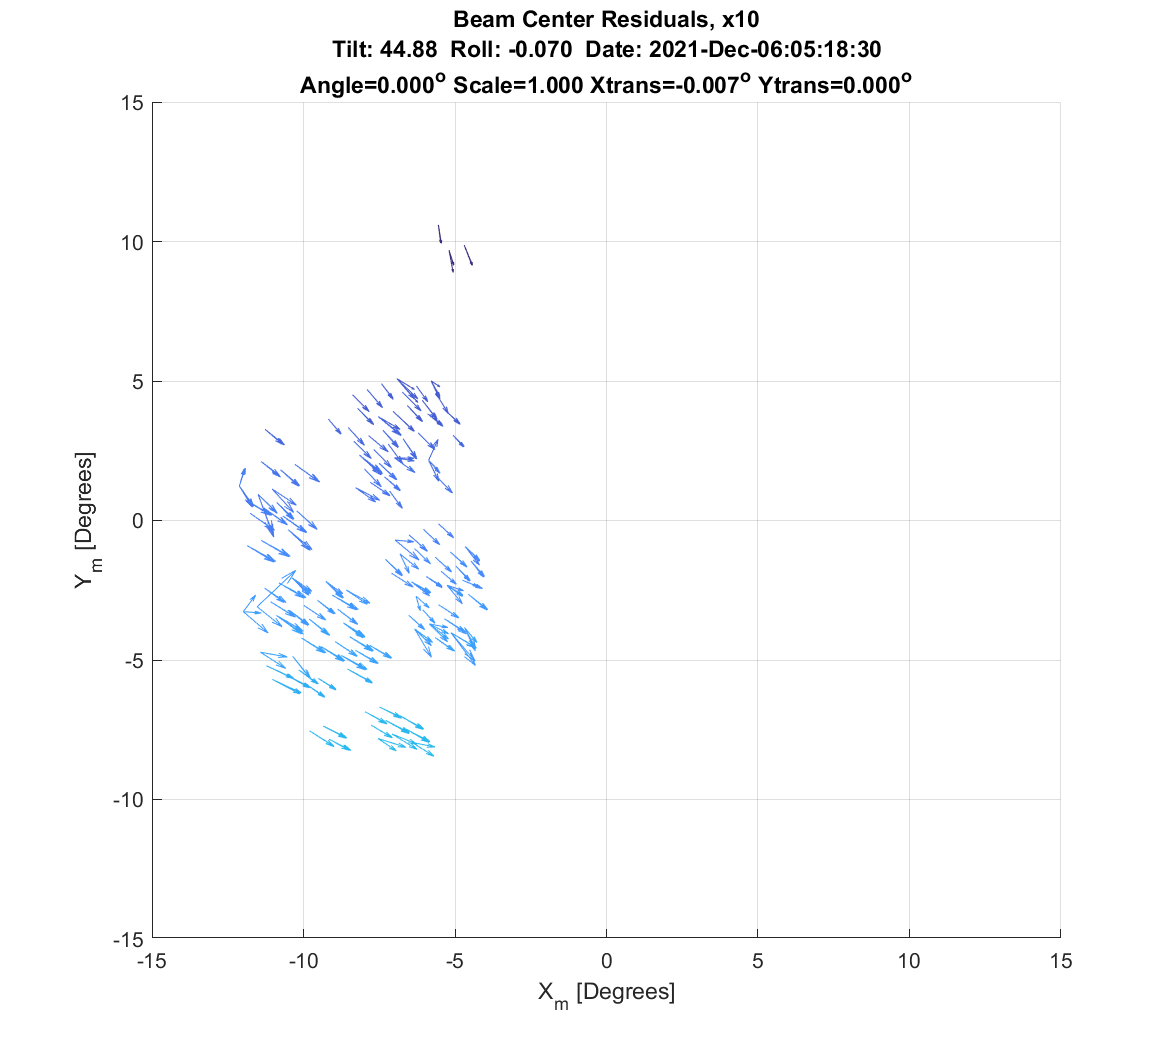 Beam Center Residuals, x10
Tilt: 44.88 Roll: -0.070 Date: 2021-Dec-06:05:18:30
Angle=0.000° Scale=1.000 Xtrans=-0.007° Ytrans=0.000°
15
10
5
0
-5
-10
-15
Ym [Degrees]
-15 -10 -5 0 5 10 15
Xm [Degrees]